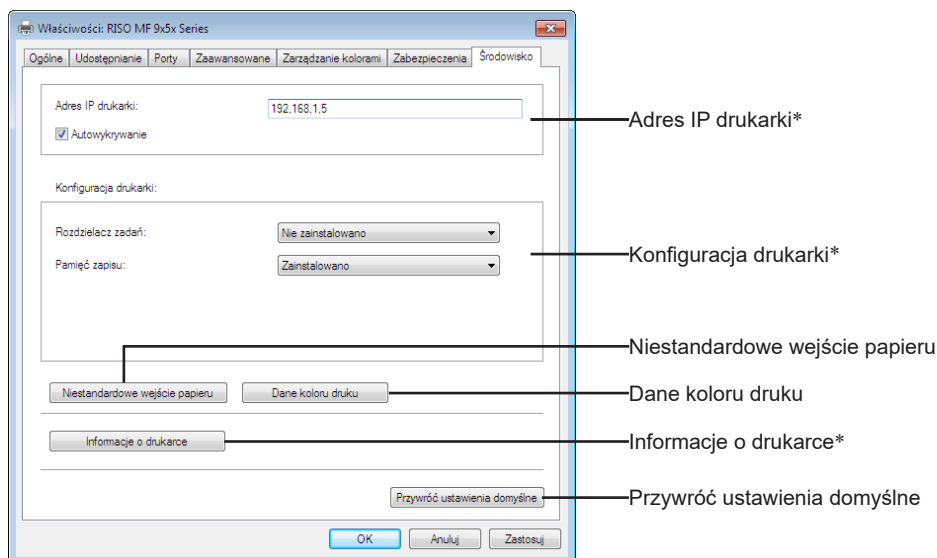 Właściwości: RISO MF 9x5x Series
Ogólne Udostępnianie Porty Zaawansowane Zarządzanie kolorami Zabezpieczenia Środowisko
Adres IP drukarki: 192,168,1,5
Autowykrywanie
Adres IP drukarki*
Konfiguracja drukarki:
Rozdzielacz zadań: Nie zainstalowano
Pamięć zapisu: Zainstalowano
Konfiguracja drukarki*
Niestandardowe wejście papieru
Niestandardowe wejście papieru Dane koloru druku
Dane koloru druku
Informacje o drukarce
Informacje o drukarce*
Przywróć ustawienia domyślne
Przywróć ustawienia domyślne
OK Anuluj Zastosuj